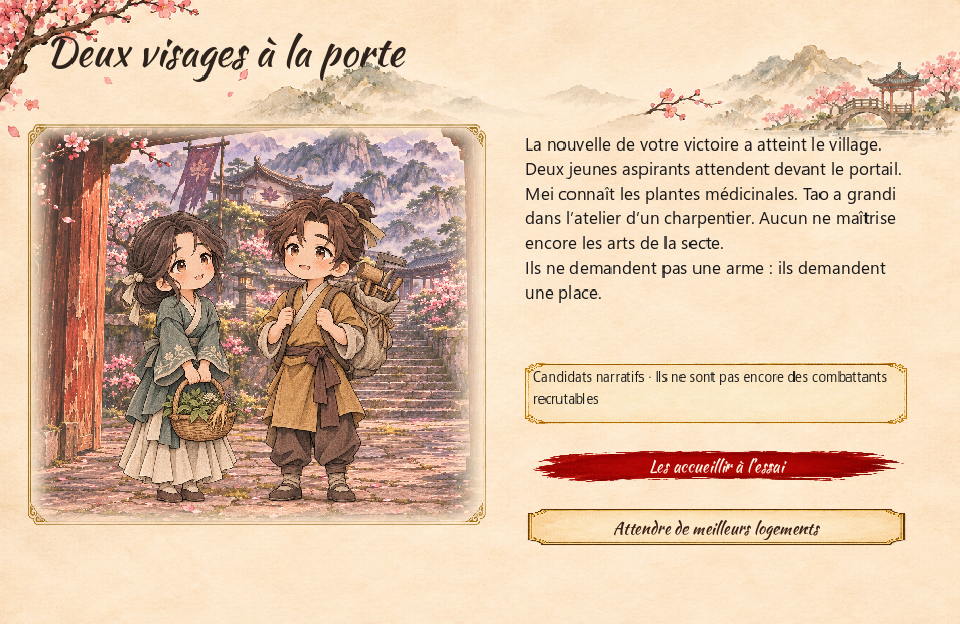 Deux visages à la porte
La nouvelle de votre victoire a atteint le village.
Deux jeunes aspirants attendent devant le portail.
Mei connaît les plantes médicinales. Tao a grandi
dans l’atelier d’un charpentier. Aucun ne maîtrise
encore les arts de la secte.
Ils ne demandent pas une arme : ils demandent
une place.
Candidats narratifs · Ils ne sont pas encore des combattants
recrutables
Les accueillir à l'essai
Attendre de meilleurs logements